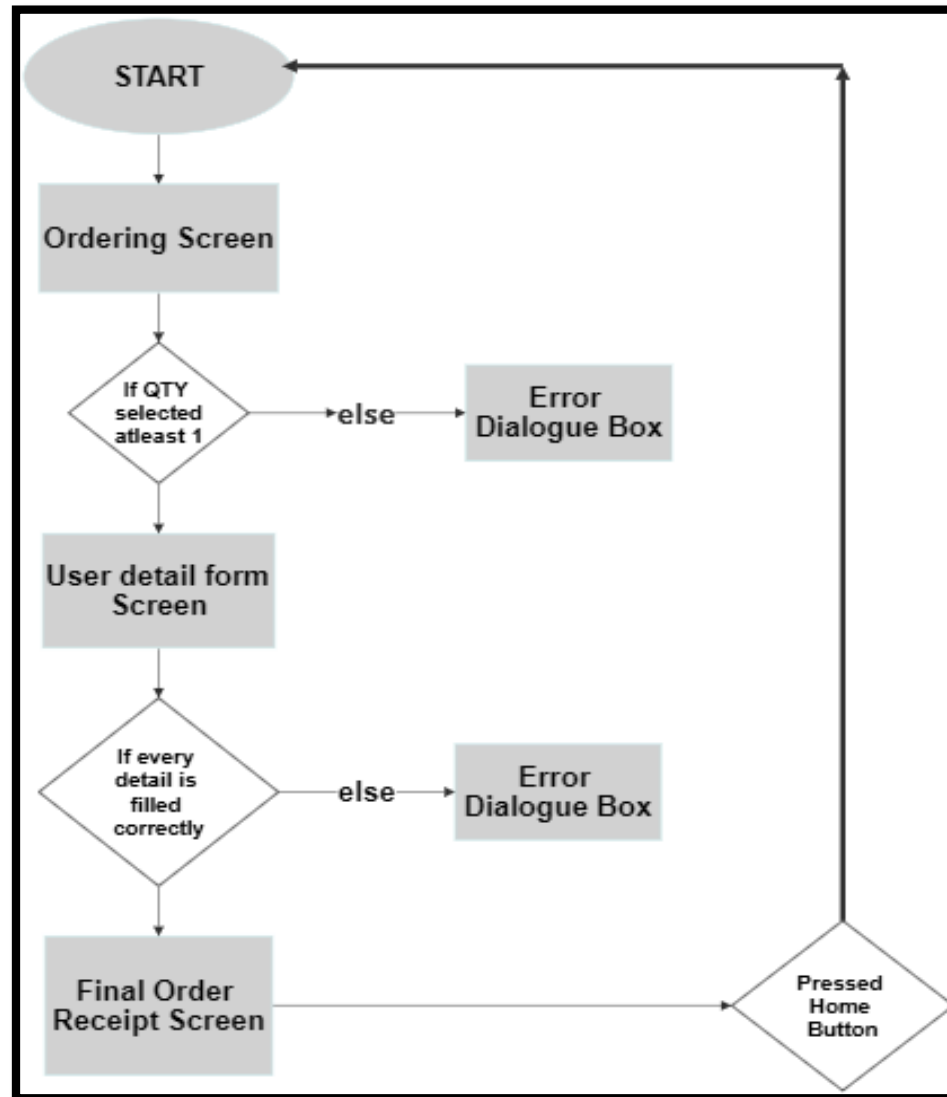 START
Ordering Screen
If QTY
selected
atleast 1
else
Error
Dialogue Box
User detail form
Screen
If every
detail is
filled
correctly
else
Error
Dialogue Box
Final Order
Receipt Screen
Pressed
Home
Button